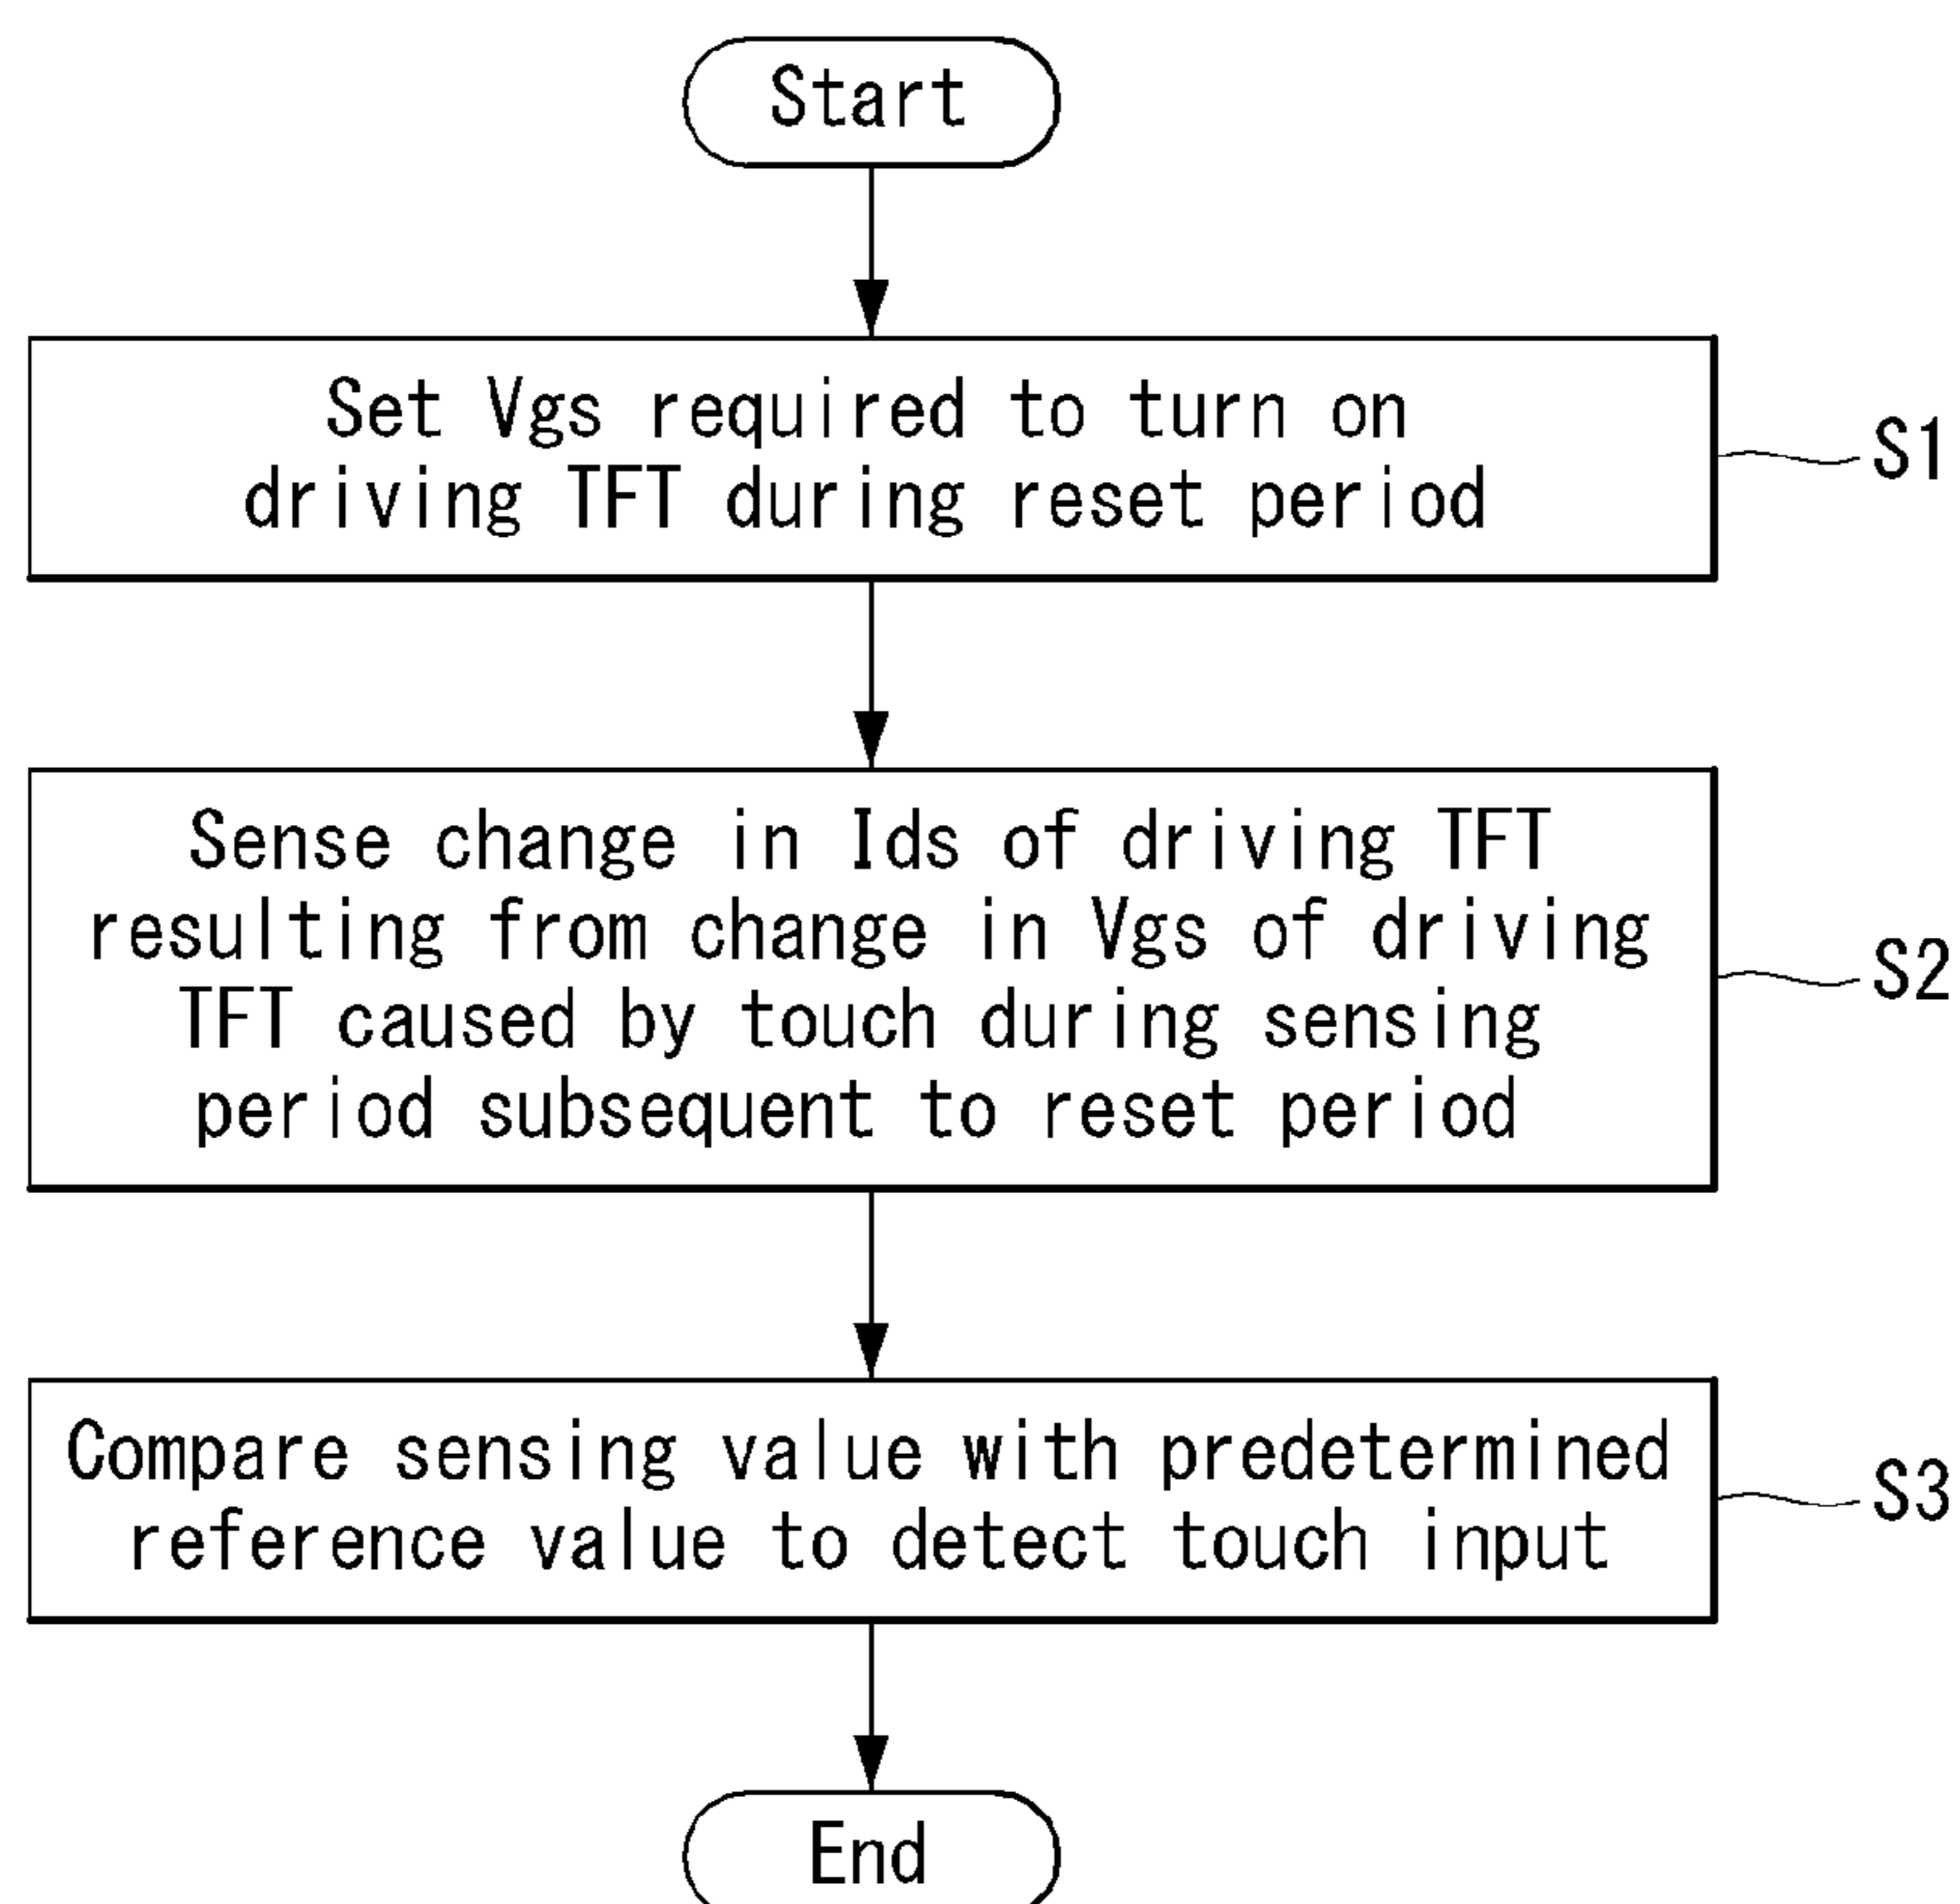 Start
Set Vgs required to turn on
driving TFT during reset period
S1
Sense change in Ids of driving TFT
resulting from change in Vgs of driving
TFT caused by touch during sensing
period subsequent to reset period
S2
Compare sensing value with predetermined
reference value to detect touch input
S3
End